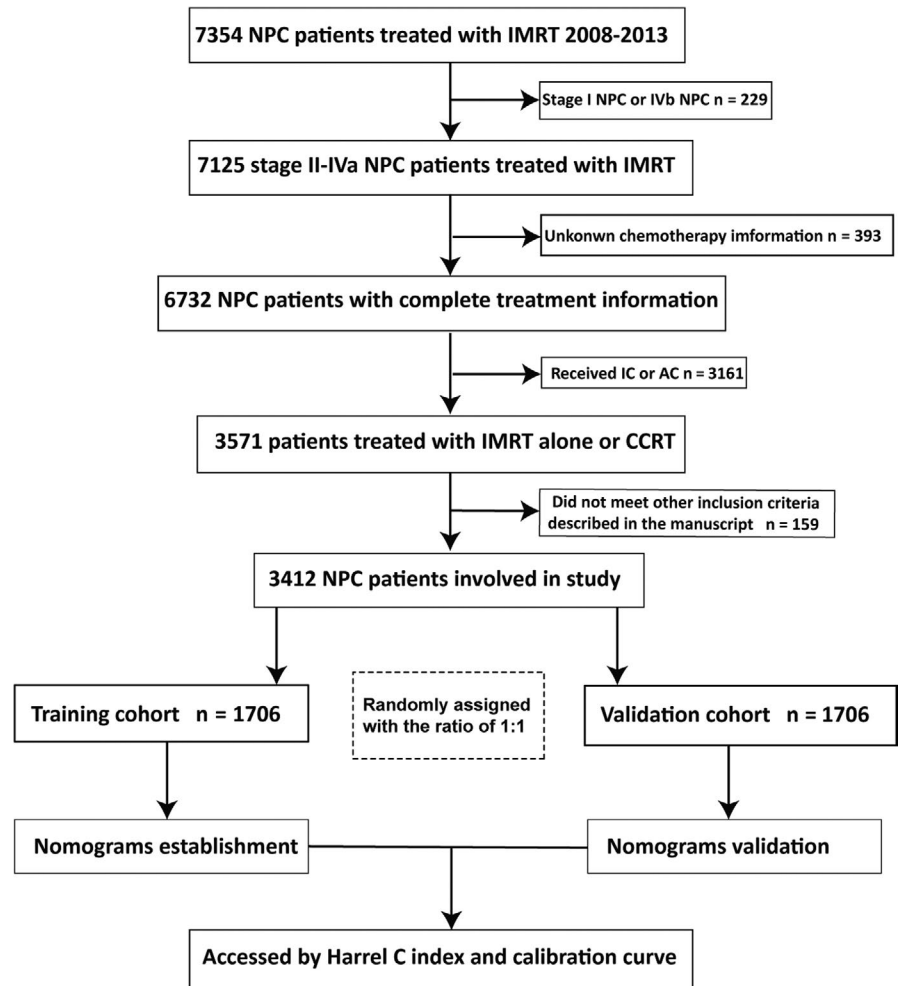 7354 NPC patients treated with IMRT 2008-2013
Stage I NPC or IVb NPC n = 229
7125 stage II-IVa NPC patients treated with IMRT
Unkonwn chemotherapy imformation n = 393
6732 NPC patients with complete treatment information
Received IC or AC n = 3161
3571 patients treated with IMRT alone or CCRT
Did not meet other inclusion criteria
described in the manuscript n = 159
3412 NPC patients involved in study
Training cohort n = 1706
Randomly assigned
with the ratio of 1:1
Validation cohort n = 1706
Nomograms establishment
Nomograms validation
Accessed by Harrel C index and calibration curve